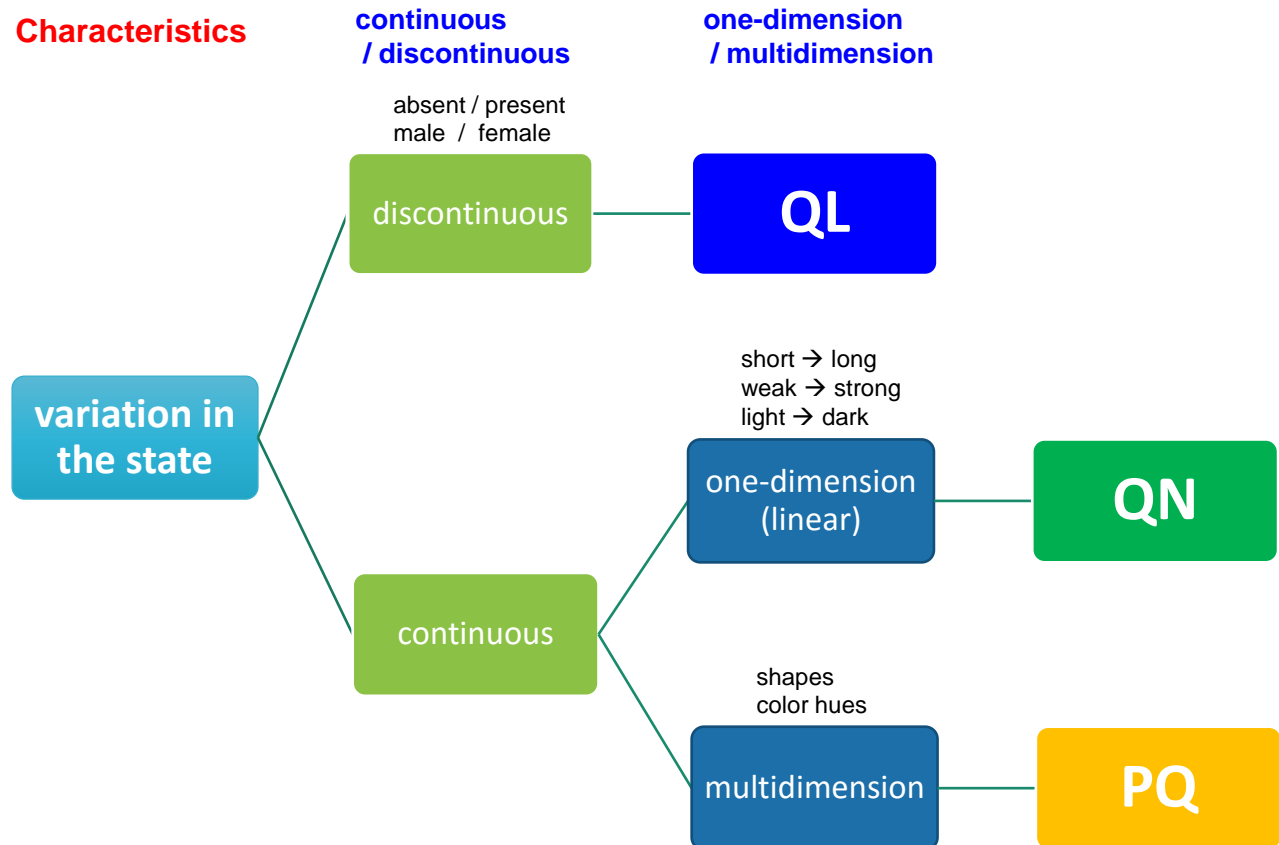 Characteristics
continuous
/ discontinuous
one-dimension
/ multidimension
absent / present
male / female
discontinuous
QL
variation in
the state
short → long
weak → strong
light → dark
one-dimension
(linear)
QN
continuous
shapes
color hues
multidimension
PQ